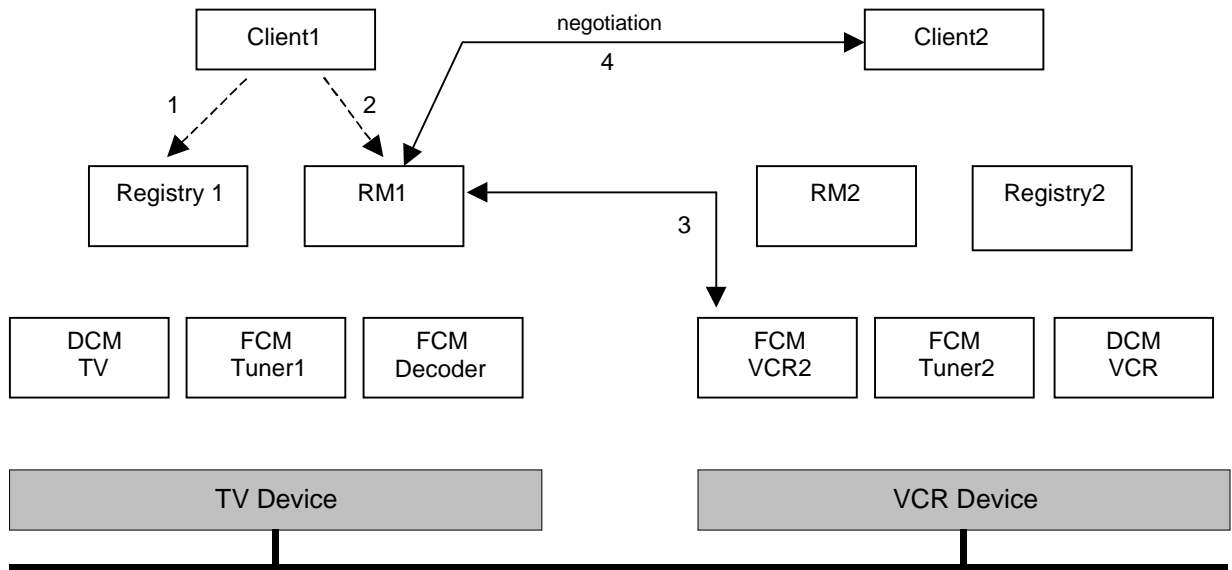 negotiation
Client1
Client2
4
1
2
Registry 1
RM1
RM2
Registry2
3
DCM
TV
FCM
Tuner1
FCM
Decoder
FCM
VCR2
FCM
Tuner2
DCM
VCR
TV Device
VCR Device